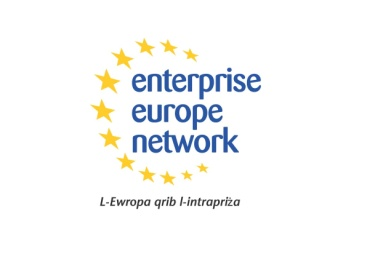 enterprise
europe
network
L-Ewropa qrib l-intrapriża